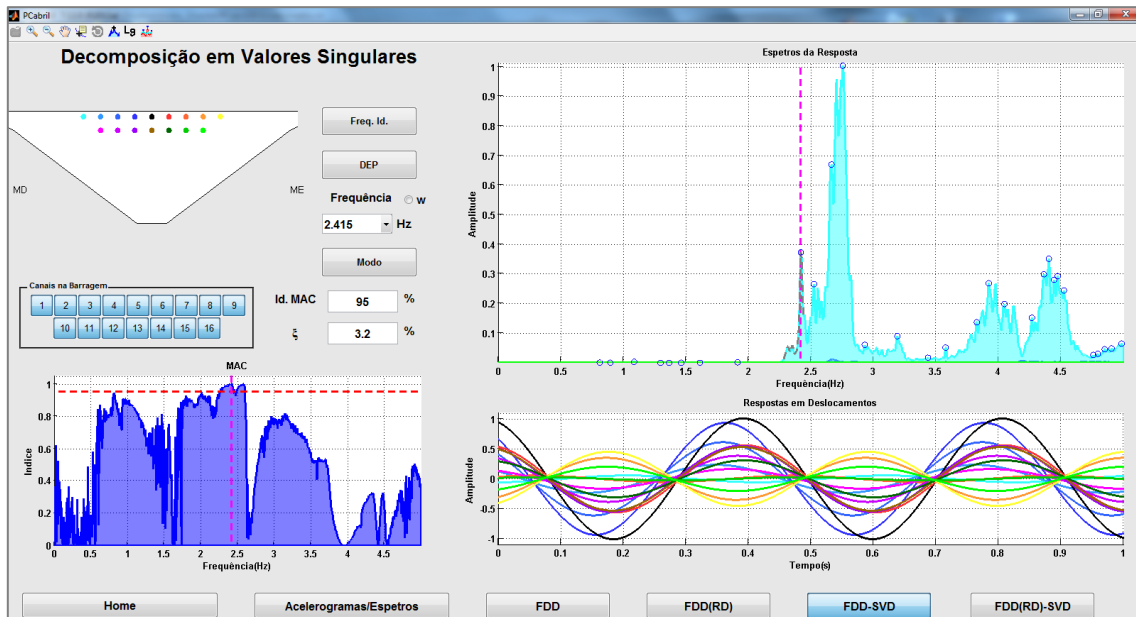 PCabril
Lg
Decomposição em Valores Singulares
MD
ME
Freq. Id.
DEP
Frequência
w
2.415
Hz
Modo
Id. MAC
95
%
ξ
3.2
%
Canais na Barragem
1 2 3 4 5 6 7 8 9
10 11 12 13 14 15 16
Espetros da Resposta
Amplitude
1
0.9
0.8
0.7
0.6
0.5
0.4
0.3
0.2
0.1
0 0.5 1 1.5 2 2.5 3 3.5 4 4.5
Frequência(Hz)
MAC
Indice
1
0.8
0.6
0.4
0.2
0
0 0.5 1 1.5 2 2.5 3 3.5 4 4.5
Frequência(Hz)
Respostas em Deslocamentos
Amplitude
1
0.5
0
-0.5
-1
0 0.1 0.2 0.3 0.4 0.5 0.6 0.7 0.8 0.9 1
Tempo(s)
Home
Acelerogramas/Espetros
FDD
FDD(RD)
FDD-SVD
FDD(RD)-SVD